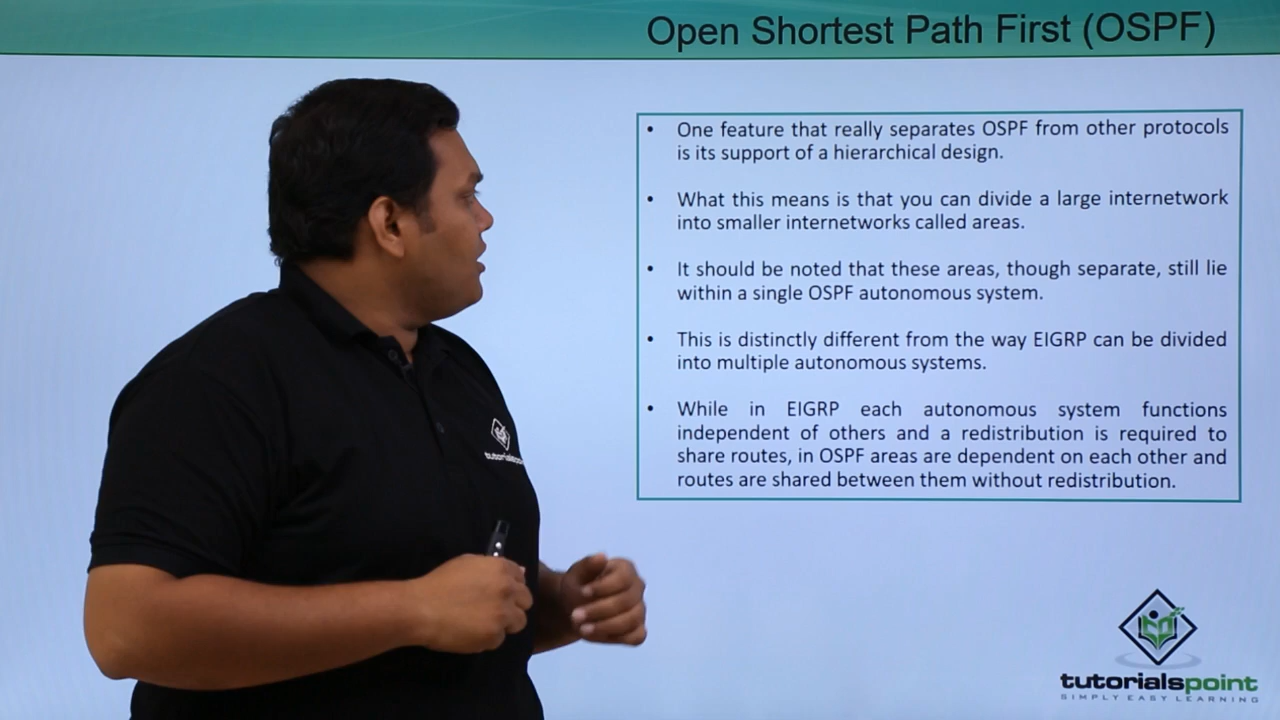 Open Shortest Path First (OSPF)
• One feature that really separates OSPF from other protocols
is its support of a hierarchical design.
• What this means is that you can divide a large internetwork
into smaller internetworks called areas.
• It should be noted that these areas, though separate, still lie
within a single OSPF autonomous system.
• This is distinctly different from the way EIGRP can be divided
into multiple autonomous systems.
• While in EIGRP each autonomous system functions
independent of others and a redistribution is required to
share routes, in OSPF areas are dependent on each other and
routes are shared between them without redistribution.
tutorialspoint
tutorialspoint
SIMPLY EASY LEARNING